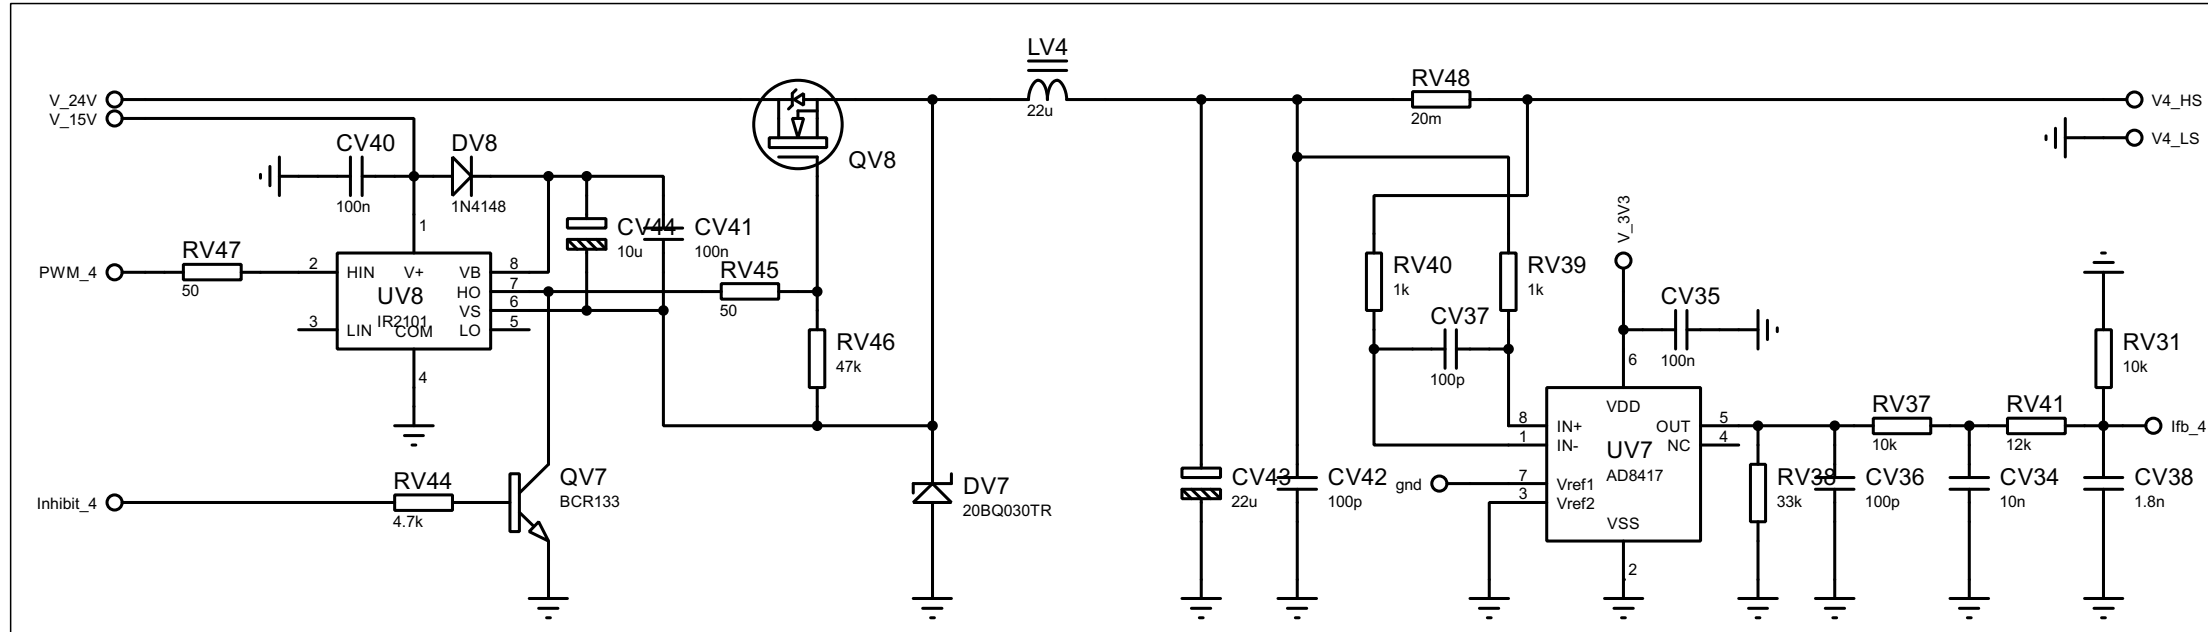 LV4
22u
V_24V
V_15V
RV48
20m
V4_HS
V4_LS
CV40
100n
DV8
1N4148
QV8
1
CV44
10u
CV41
100n
V_3V3
PWM_4
RV47
50
2
HIN
V+
VB
8
HO
7
VS
6
UV8
IR2101
3
LIN
COM
LO
5
4
RV45
50
RV46
47k
RV40
1k
RV39
1k
CV37
100p
CV35
100n
6
RV31
10k
Inhibit_4
RV44
4.7k
QV7
BCR133
DV7
20BQ030TR
CV43
22u
CV42
100p
gnd
8
IN+
1
IN-
7
Vref1
3
Vref2
VDD
OUT
5
NC
4
UV7
AD8417
VSS
2
RV37
10k
RV41
12k
Ifb_4
RV38
33k
CV36
100p
CV34
10n
CV38
1.8n